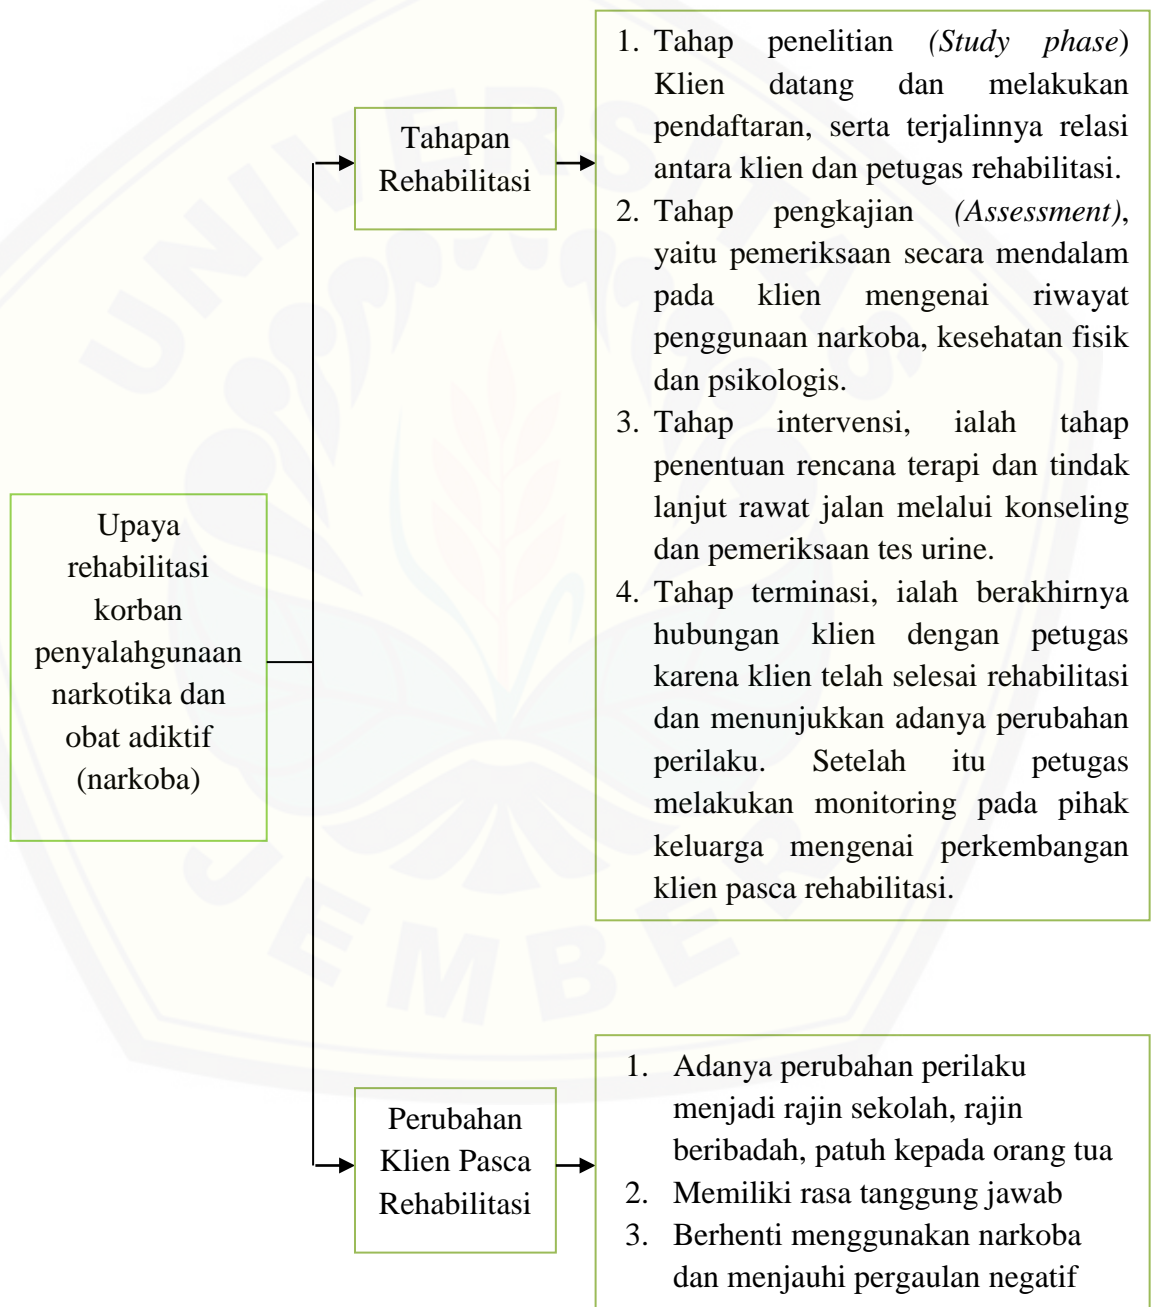 Upaya
rehabilitasi
korban
penyalahgunaan
narkotika dan
obat adiktif
(narkoba)
Tahapan
Rehabilitasi
1. Tahap penelitian (Study phase)
Klien datang dan melakukan
pendaftaran, serta terjalinnya relasi
antara klien dan petugas rehabilitasi.
2. Tahap pengkajian (Assessment),
yaitu pemeriksaan secara mendalam
pada klien mengenai riwayat
penggunaan narkoba, kesehatan fisik
dan psikologis.
3. Tahap intervensi, ialah tahap
penentuan rencana terapi dan tindak
lanjut rawat jalan melalui konseling
dan pemeriksaan tes urine.
4. Tahap terminasi, ialah berakhirnya
hubungan klien dengan petugas
karena klien telah selesai rehabilitasi
dan menunjukkan adanya perubahan
perilaku. Setelah itu petugas
melakukan monitoring pada pihak
keluarga mengenai perkembangan
klien pasca rehabilitasi.
Perubahan
Klien Pasca
Rehabilitasi
1. Adanya perubahan perilaku
menjadi rajin sekolah, rajin
beribadah, patuh kepada orang tua
2. Memiliki rasa tanggung jawab
3. Berhenti menggunakan narkoba
dan menjauhi pergaulan negatif
UNIVERSITAS
JEMBER